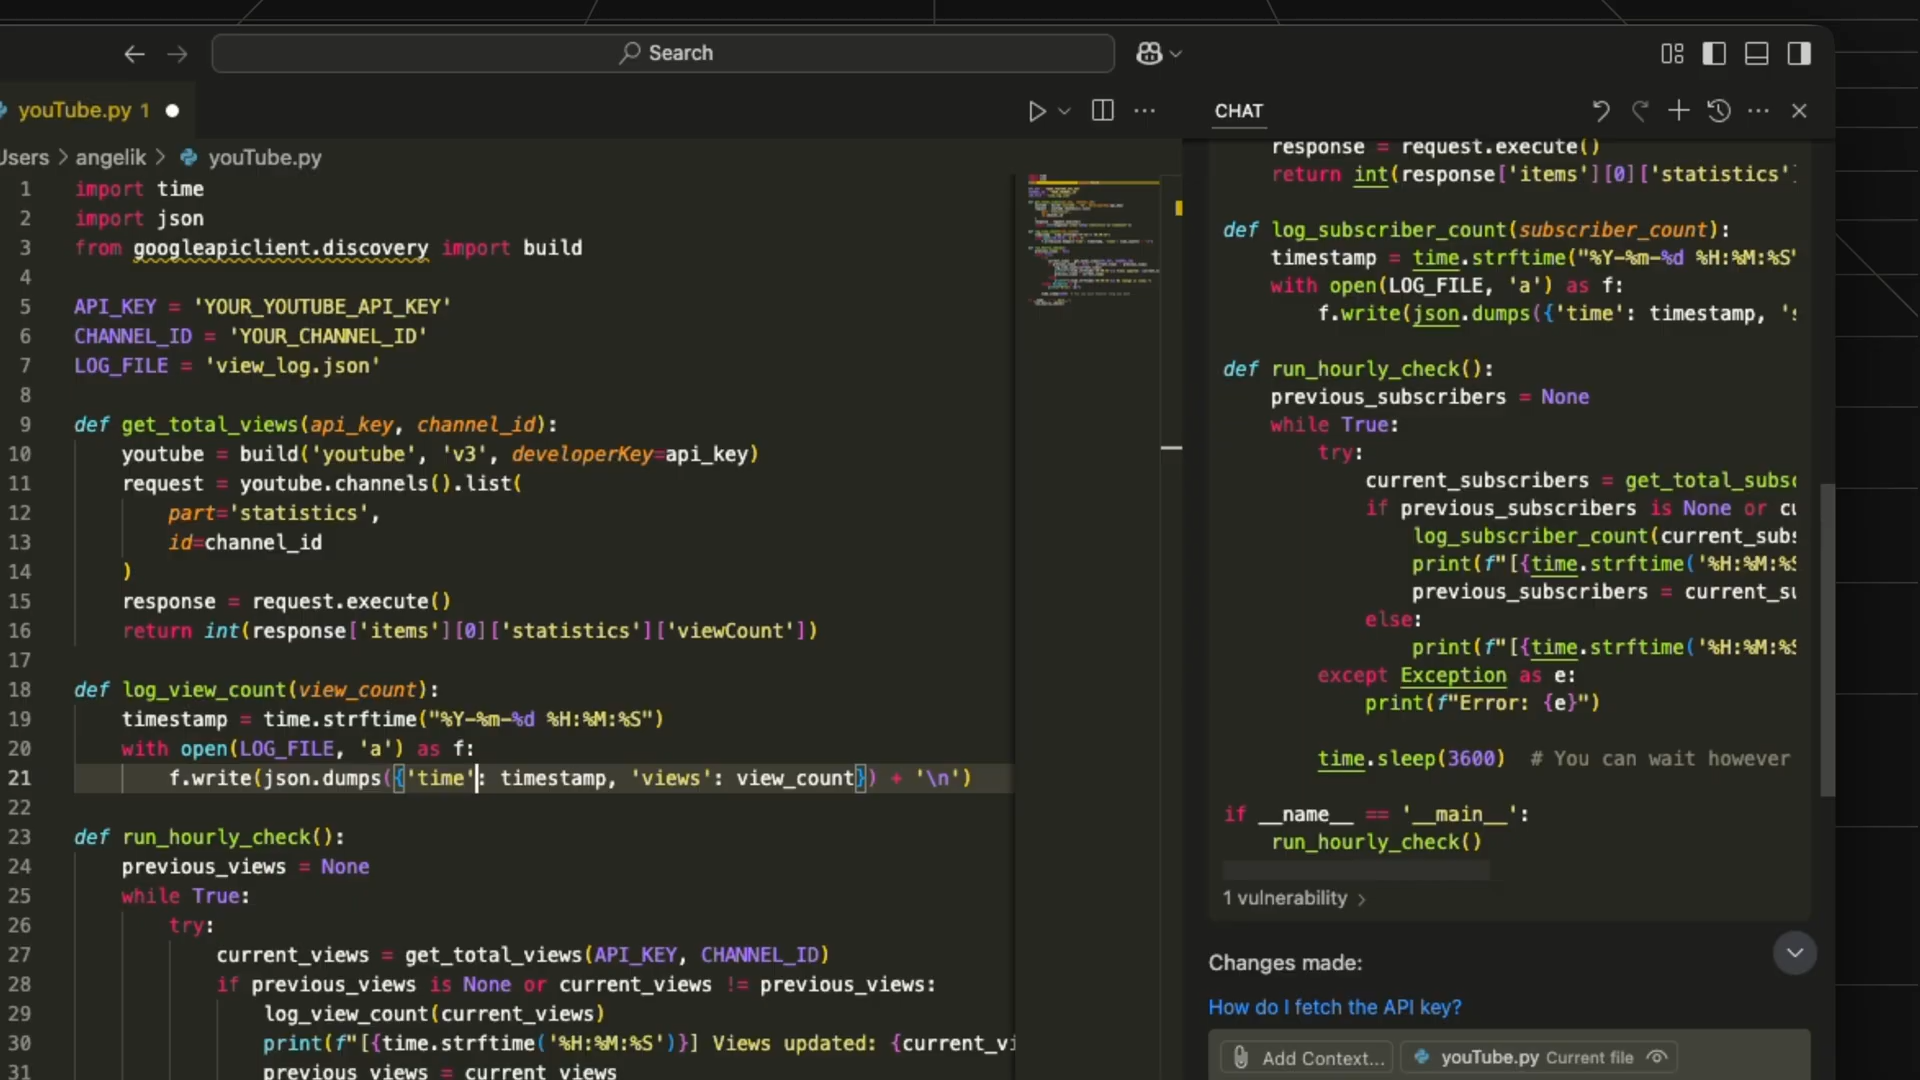 Search
youTube.py 1
CHAT
Users > angelik > youTube.py
1 import time
2 import json
3 from googleapiclient.discovery import build
4
5 API_KEY = 'YOUR_YOUTUBE_API_KEY'
6 CHANNEL_ID = 'YOUR_CHANNEL_ID'
7 LOG_FILE = 'view_log.json'
8
9 def get_total_views(api_key, channel_id):
10 youtube = build('youtube', 'v3', developerKey=api_key)
11 request = youtube.channels().list(
12 part='statistics',
13 id=channel_id
14 )
15 response = request.execute()
16 return int(response['items'][0]['statistics']['viewCount'])
17
18 def log_view_count(view_count):
19 timestamp = time.strftime("%Y-%m-%d %H:%M:%S")
20 with open(LOG_FILE, 'a') as f:
21 f.write(json.dumps({'time': timestamp, 'views': view_count}) + '\n')
22
23 def run_hourly_check():
24 previous_views = None
25 while True:
26 try:
27 current_views = get_total_views(API_KEY, CHANNEL_ID)
28 if previous_views is None or current_views != previous_views:
29 log_view_count(current_views)
30 print(f"[{time.strftime('%H:%M:%S')}] Views updated: {current_vi
31 previous_views = current_views
response = request.execute()
return int(response['items'][0]['statistics']
def log_subscriber_count(subscriber_count):
timestamp = time.strftime("%Y-%m-%d %H:%M:%S"
with open(LOG_FILE, 'a') as f:
f.write(json.dumps({'time': timestamp, 's
def run_hourly_check():
previous_subscribers = None
while True:
try:
current_subscribers = get_total_subsc
if previous_subscribers is None or cu
log_subscriber_count(current_subs
print(f"[{time.strftime('%H:%M:%S
previous_subscribers = current_su
else:
print(f"[{time.strftime('%H:%M:%S
except Exception as e:
print(f"Error: {e}")
time.sleep(3600) # You can wait however
if __name__ == '__main__':
run_hourly_check()
1 vulnerability >
Changes made:
How do I fetch the API key?
Add Context...
youTube.py Current file